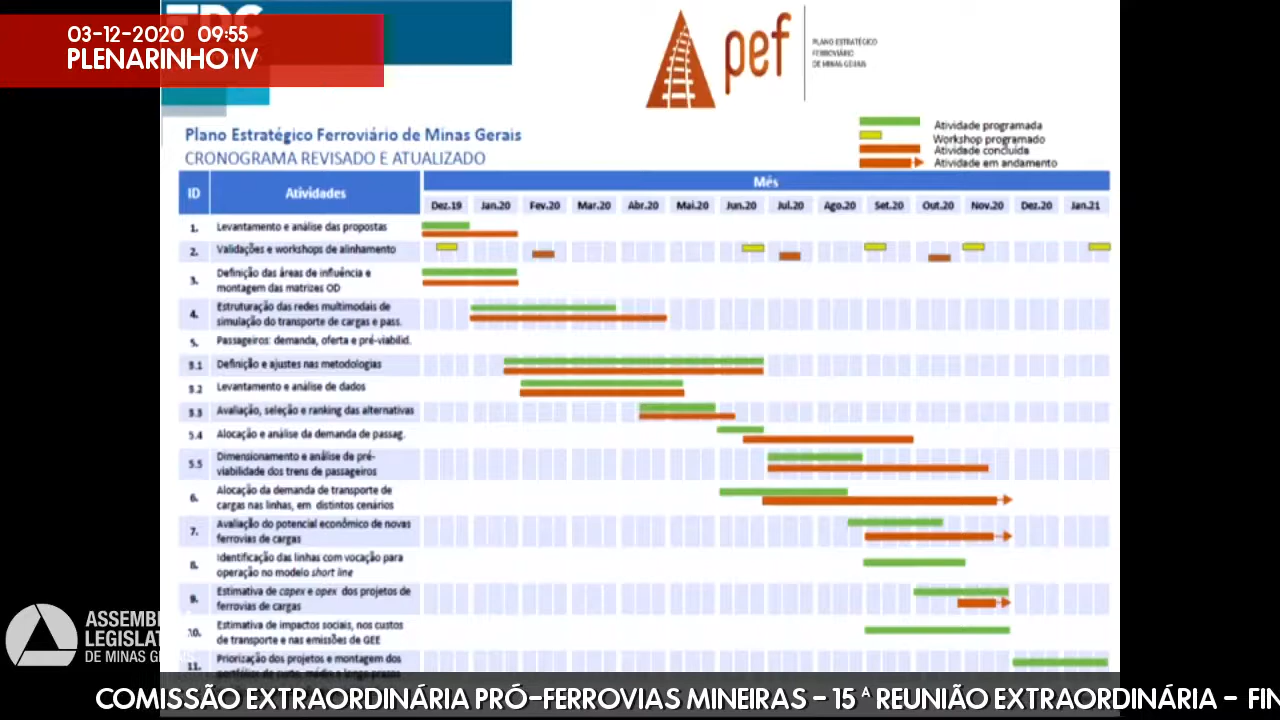 03-12-2020 09:55
PLENARINHO IV
pef
PLANO ESTRATÉGICO
FERROVIÁRIO
DE MINAS GERAIS
Plano Estratégico Ferroviário de Minas Gerais
CRONOGRAMA REVISADO E ATUALIZADO
Atividade programada
Workshop programado
Atividade concluída
Atividade em andamento
ID Atividades Mês
Dez.19 Jan.20 Fev.20 Mar.20 Abr.20 Mai.20 Jun.20 Jul.20 Ago.20 Set.20 Out.20 Nov.20 Dez.20 Jan.21
1. Levantamento e análise das propostas
2. Validações e workshops de alinhamento
3. Definição das áreas de influência e
montagem das matrizes OD
4. Estruturação das redes multimodais de
simulação do transporte de cargas e pass.
5. Passageiros: demanda, oferta e pré-viabilid.
5.1 Definição e ajustes nas metodologias
5.2 Levantamento e análise de dados
5.3 Avaliação, seleção e ranking das alternativas
5.4 Alocação e análise da demanda de passag.
5.5 Dimensionamento e análise de pré-
viabilidade dos trens de passageiros
6. Alocação da demanda de transporte de
cargas nas linhas, em distintos cenários
7. Avaliação do potencial econômico de novas
ferrovias de cargas
8. Identificação das linhas com vocação para
operação no modelo short line
9. Estimativa de capex e opex dos projetos de
ferrovias de cargas
10. Estimativa de impactos sociais, nos custos
de transporte e nas emissões de GEE
11. Priorização dos projetos e montagem dos
portfólios de curto, médio e longo prazos
ASSEMB
LEGISLAT
DE MINAS G
COMISSÃO EXTRAORDINÁRIA PRÓ-FERROVIAS MINEIRAS - 15ª REUNIÃO EXTRAORDINÁRIA - FIN